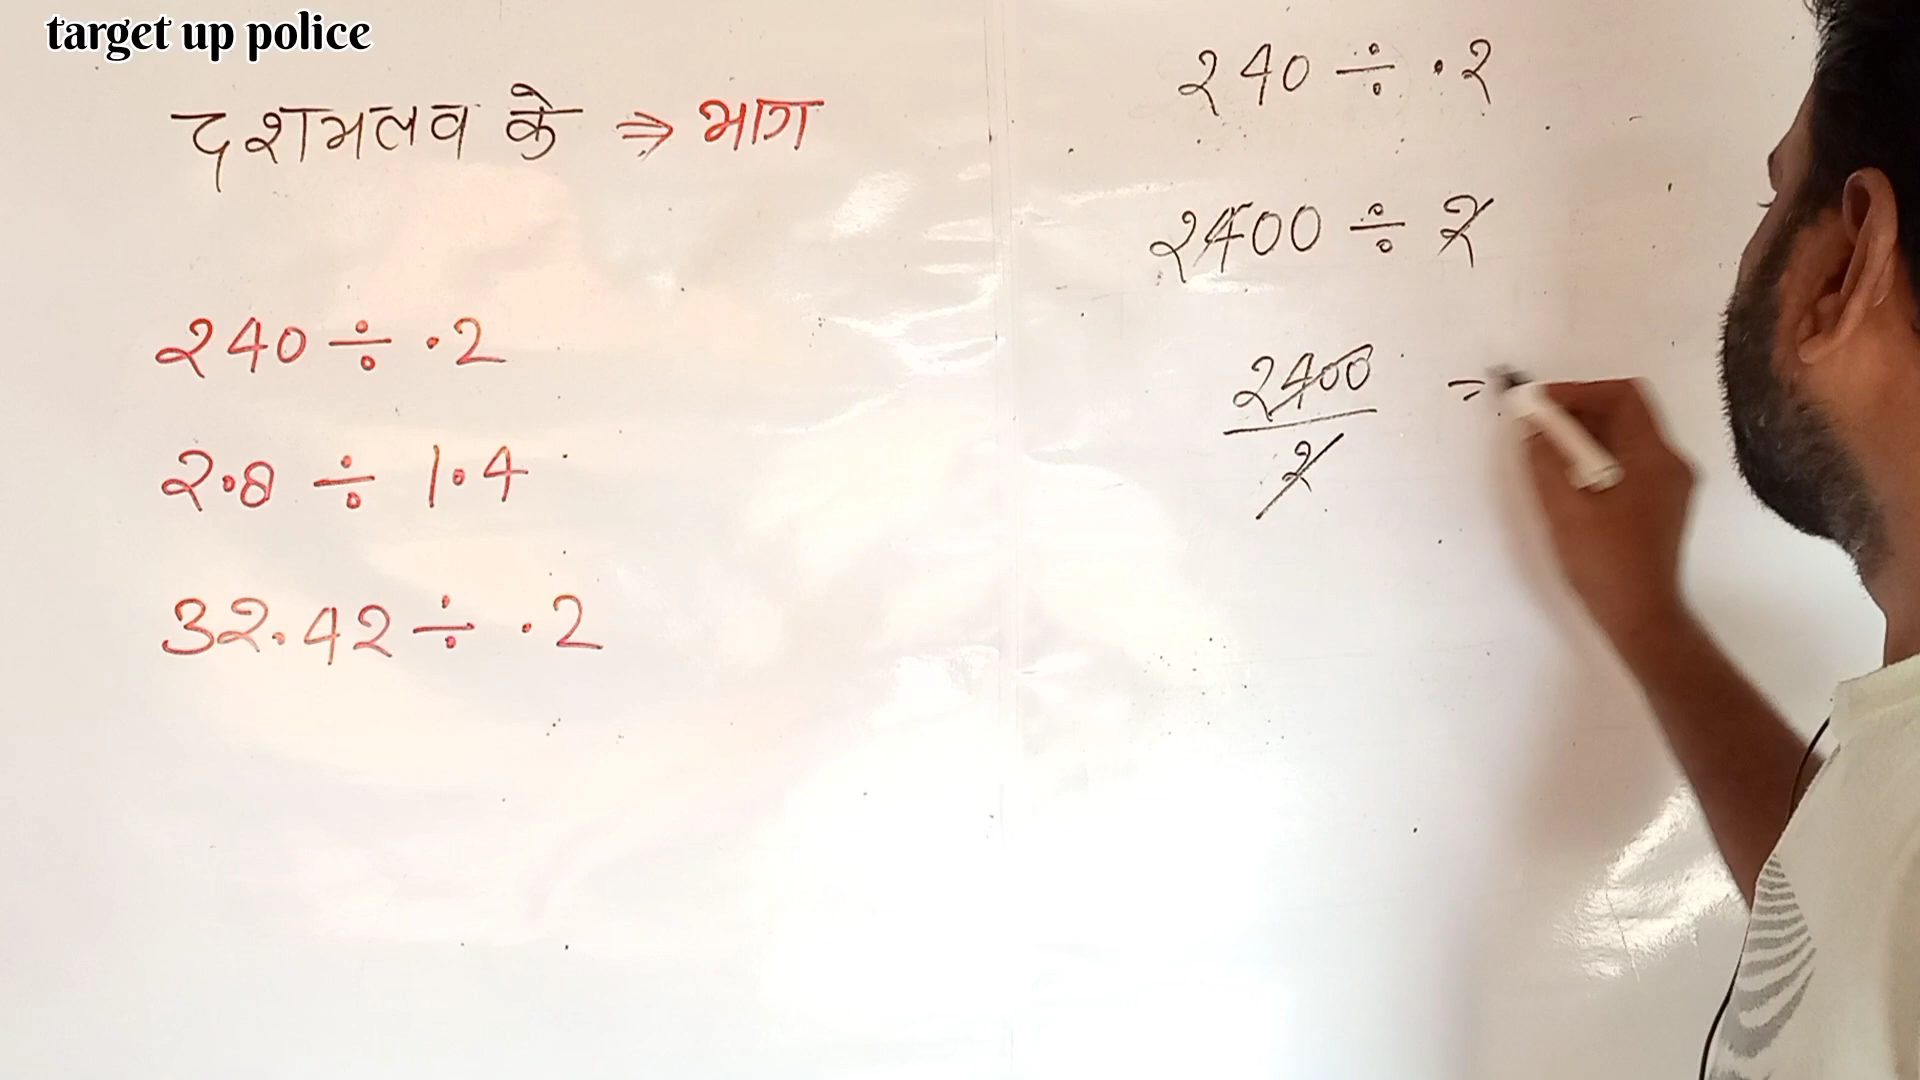 target up police
दशमलव के ⇒ भाग
240 ÷ .2
2.8 ÷ 1.4
32.42 ÷ .2
240 ÷ .2
2400 ÷ 2
2400 =
2